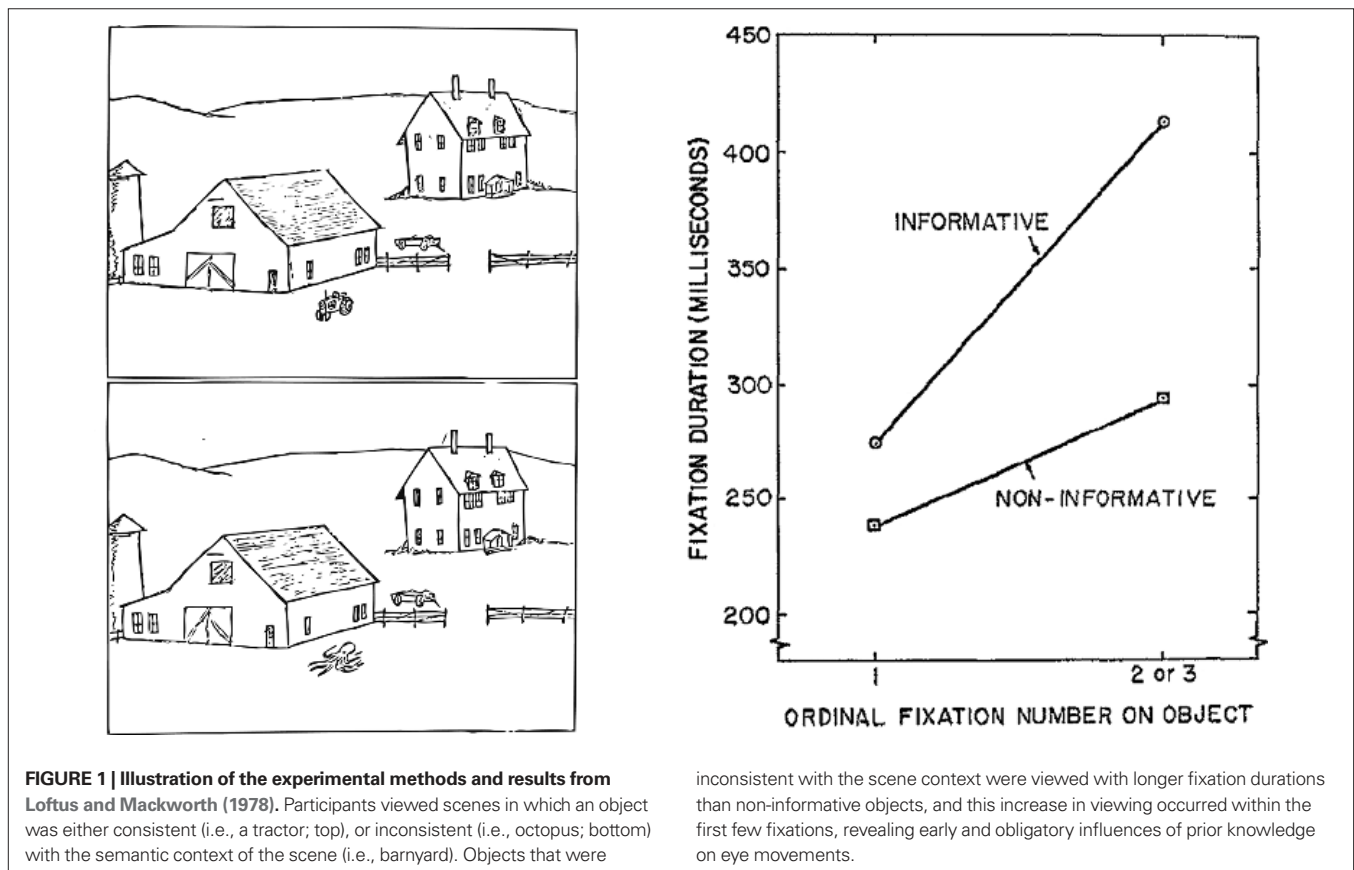 450
400
350
300
250
200
FIXATION DURATION (MILLISECONDS)
INFORMATIVE
NON-INFORMATIVE
1
2 or 3
ORDINAL FIXATION NUMBER ON OBJECT
FIGURE 1 | Illustration of the experimental methods and results from
Loftus and Mackworth (1978). Participants viewed scenes in which an object
was either consistent (i.e., a tractor; top), or inconsistent (i.e., octopus; bottom)
with the semantic context of the scene (i.e., barnyard). Objects that were
inconsistent with the scene context were viewed with longer fixation durations
than non-informative objects, and this increase in viewing occurred within the
first few fixations, revealing early and obligatory influences of prior knowledge
on eye movements.